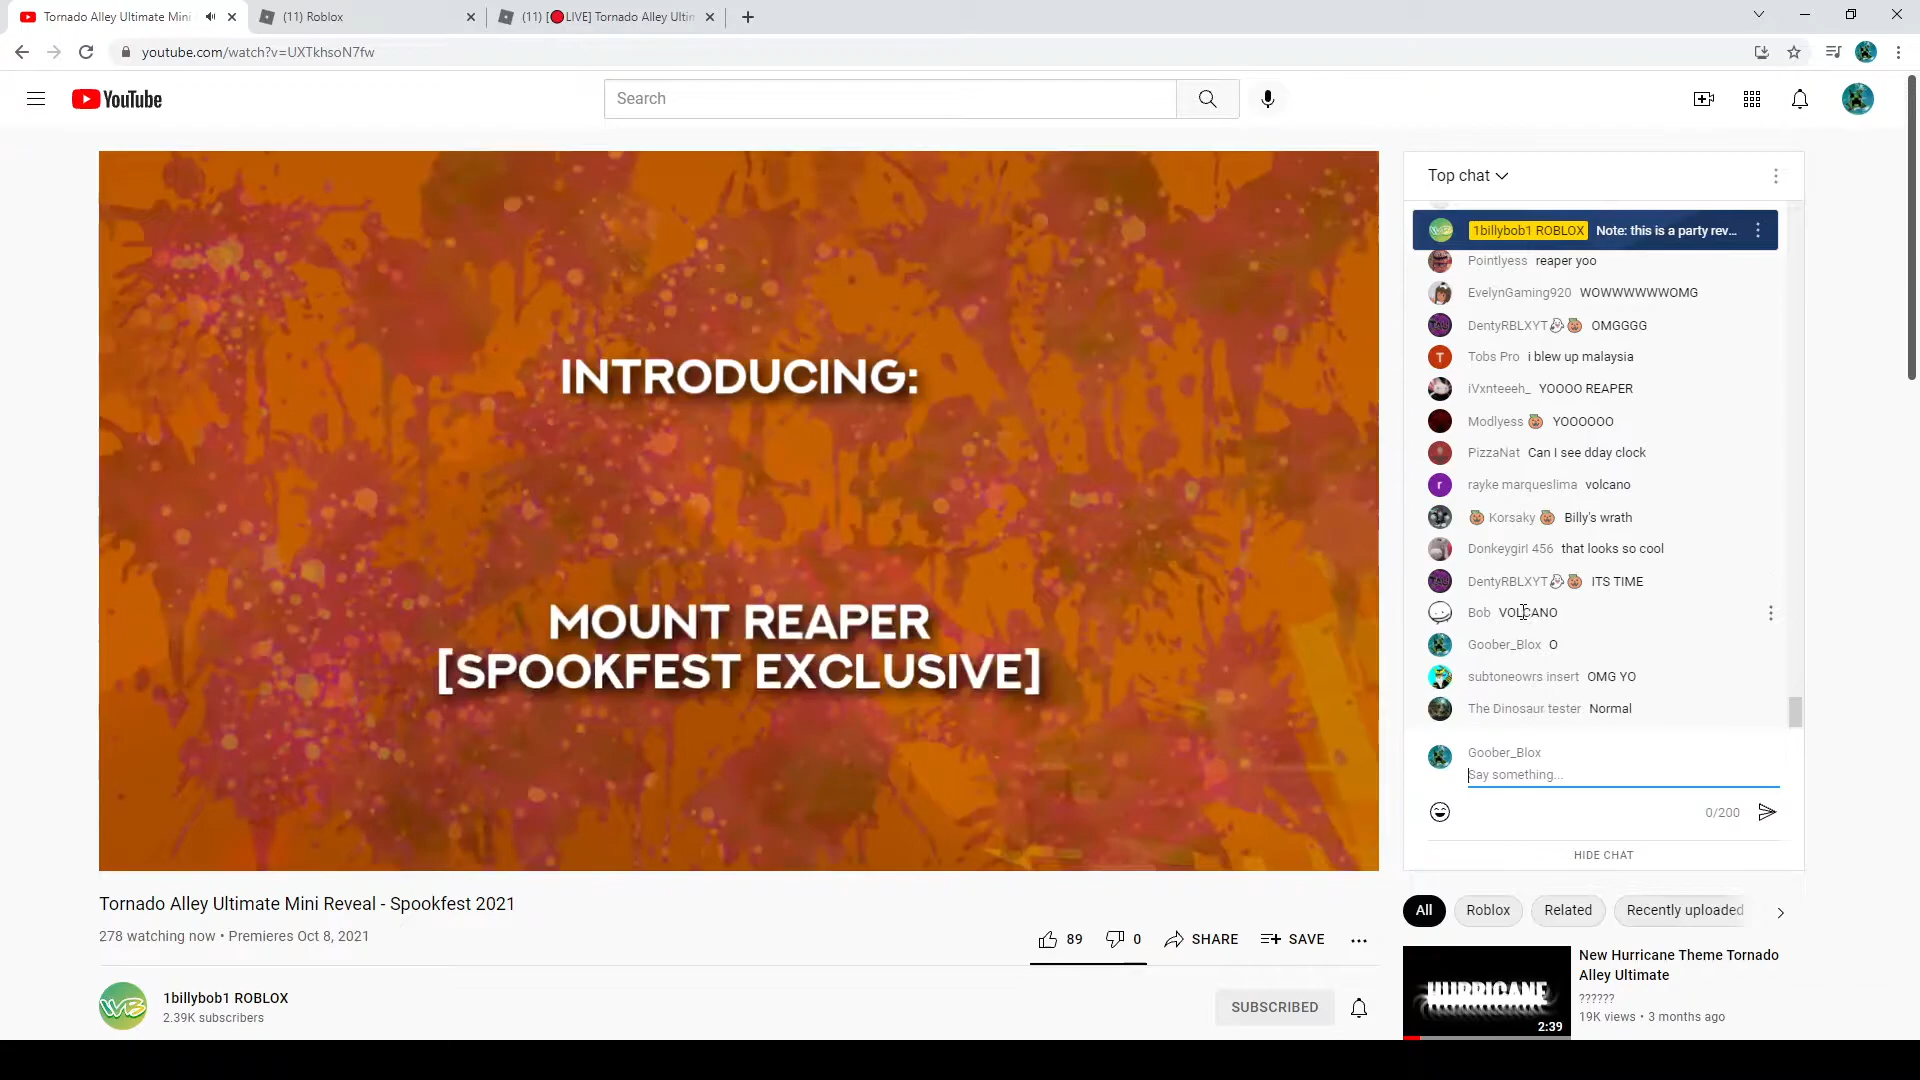 Tornado Alley Ultimate Mini
(11) Roblox
(11) [🔴LIVE] Tornado Alley Ultim
youtube.com/watch?v=UXTkhsoN7fw
YouTube
Search
INTRODUCING:
MOUNT REAPER
[SPOOKFEST EXCLUSIVE]
Top chat
1billybob1 ROBLOX Note: this is a party rev...
Pointlyess reaper yoo
EvelynGaming920 WOWWWWWWOMG
DentyRBLXYT👻🎃 OMGGGG
T Tobs Pro i blew up malaysia
iVxnteeeh_ YOOOO REAPER
Modlyess 🎃 YOOOOOO
PizzaNat Can I see dday clock
r rayke marqueslima volcano
🎃 Korsaky 🎃 Billy's wrath
Donkeygirl 456 that looks so cool
DentyRBLXYT👻🎃 ITS TIME
Bob VOLCANO
Goober_Blox O
subtoneowrs insert OMG YO
The Dinosaur tester Normal
Goober_Blox
Say something...
0/200
HIDE CHAT
Tornado Alley Ultimate Mini Reveal - Spookfest 2021
278 watching now • Premieres Oct 8, 2021
89
0
SHARE
SAVE
WB
1billybob1 ROBLOX
2.39K subscribers
SUBSCRIBED
All
Roblox
Related
Recently uploaded
HURRICANE
2:39
New Hurricane Theme Tornado
Alley Ultimate
??????
19K views • 3 months ago